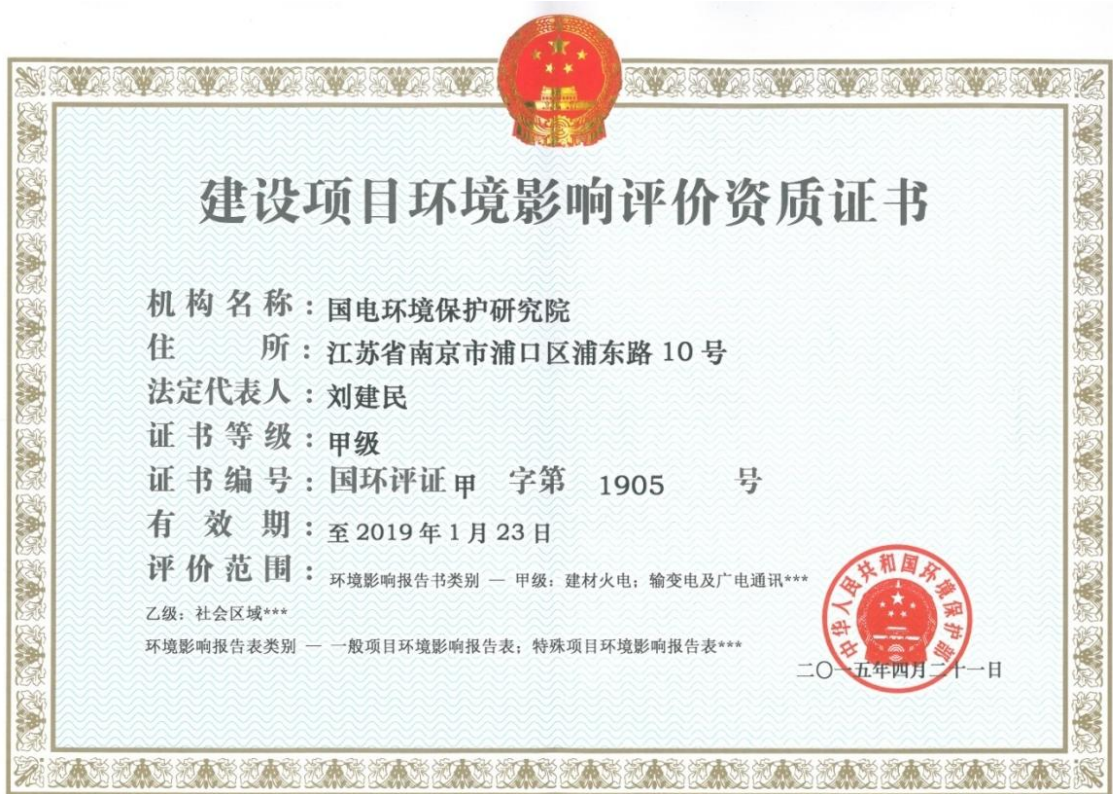 建设项目环境影响评价资质证书
机构名称：国电环境保护研究院
住所：江苏省南京市浦口区浦东路 10 号
法定代表人：刘建民
证书等级：甲级
证书编号：国环评证 甲 字第 1905 号
有效期：至 2019 年 1 月 23 日
评价范围：环境影响报告书类别 — 甲级：建材火电；输变电及广电通讯***
乙级：社会区域***
环境影响报告表类别 — 一般项目环境影响报告表；特殊项目环境影响报告表***
中华人民共和国环境保护部
二〇一五年四月二十一日